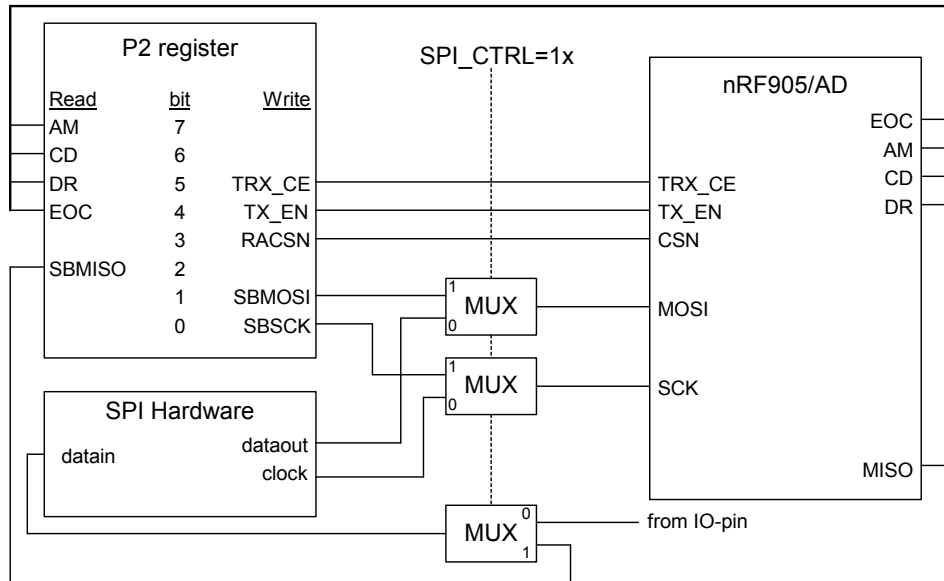 P2 register
Read bit Write
AM 7
CD 6
DR 5 TRX_CE
EOC 4 TX_EN
3 RACSN
SBMISO 2
1 SBMOSI
0 SBSCK
SPI_CTRL=1x
nRF905/AD
EOC
AM
CD
TRX_CE DR
TX_EN
CSN
MOSI
SCK
MISO
1
MUX
0
1
MUX
0
SPI Hardware
dataout
datain
clock
0
MUX
1
from IO-pin